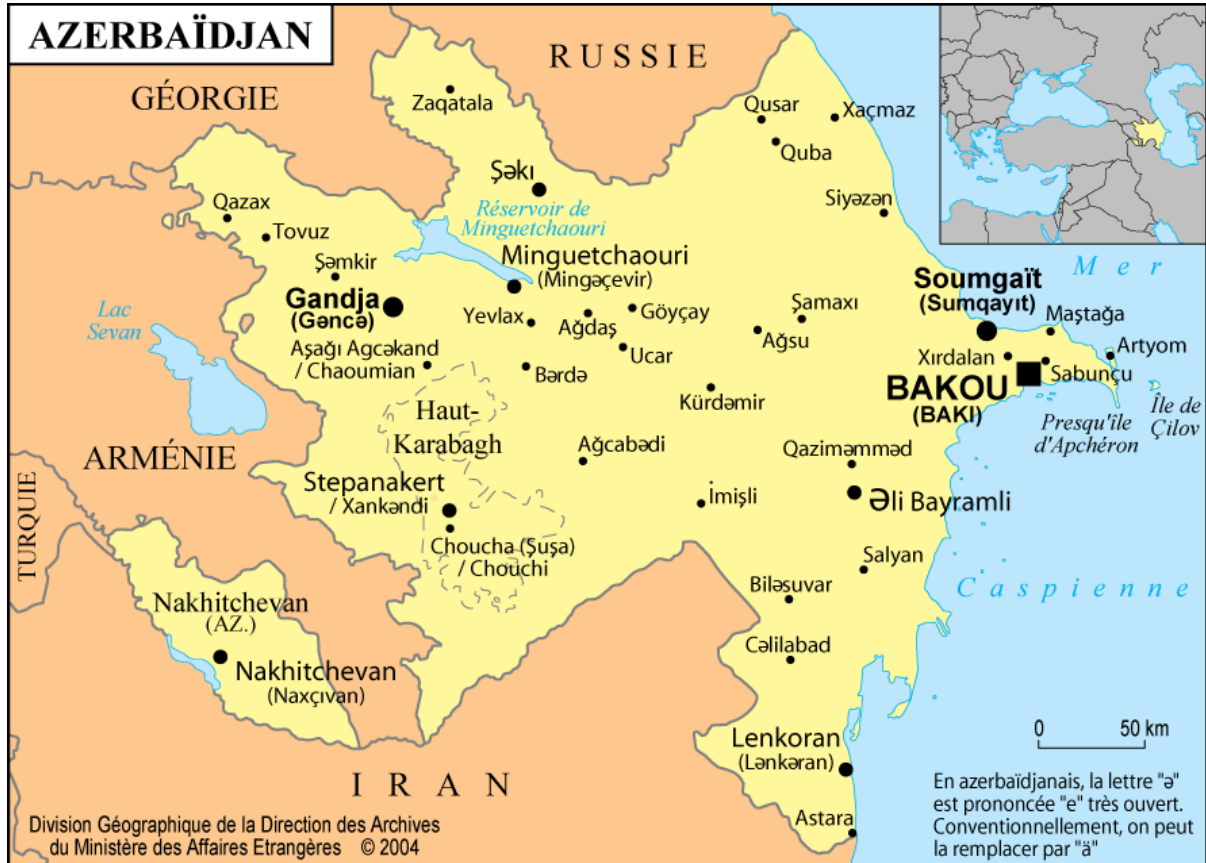 AZERBAÏDJAN
RUSSIE
GÉORGIE
Zaqatala
Qusar
Xaçmaz
Quba
Şəkı
Siyəzən
Qazax
Réservoir de
Minguetchaouri
Tovuz
Minguetchaouri
(Mingəçevir)
Şəmkir
Mer
Soumgaït
(Sumqayıt)
Gandja
(Gəncə)
Lac
Sevan
Yevlax
Ağdaş
Göyçay
Şamaxı
Ağsu
Maştağa
Artyom
Aşağı Agcəkand
/ Chaoumian
Ucar
Bərdə
Xırdalan
Sabunçu
BAKOU
(BAKI)
Kürdəmir
Presqu'île
d'Apchéron
Île de
Çilov
Haut-
Karabagh
ARMÉNIE
Ağcabədi
Qaziməmməd
Stepanakert
/ Xankəndi
İmişli
Əli Bayramli
TURQUIE
Choucha (Şuşa)
/ Chouchi
Salyan
Biləsuvar
Caspienne
Nakhitchevan
(AZ.)
Cəlilabad
Nakhitchevan
(Naxçıvan)
Lenkoran
(Lənkəran)
0 50 km
IRAN
Astara
En azerbaïdjanais, la lettre "ə"
est prononcée "e" très ouvert.
Conventionnellement, on peut
la remplacer par "ä"
Division Géographique de la Direction des Archives
du Ministère des Affaires Etrangères © 2004